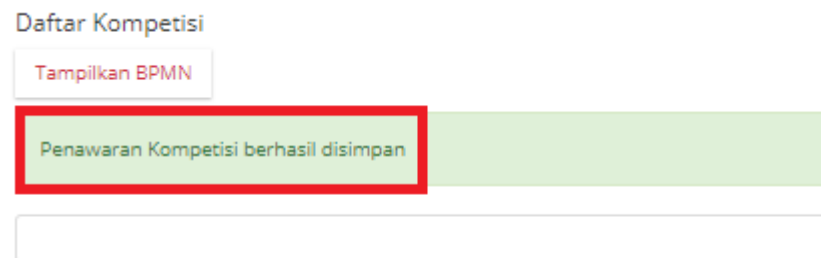 Daftar Kompetisi
Tampilkan BPMN
Penawaran Kompetisi berhasil disimpan